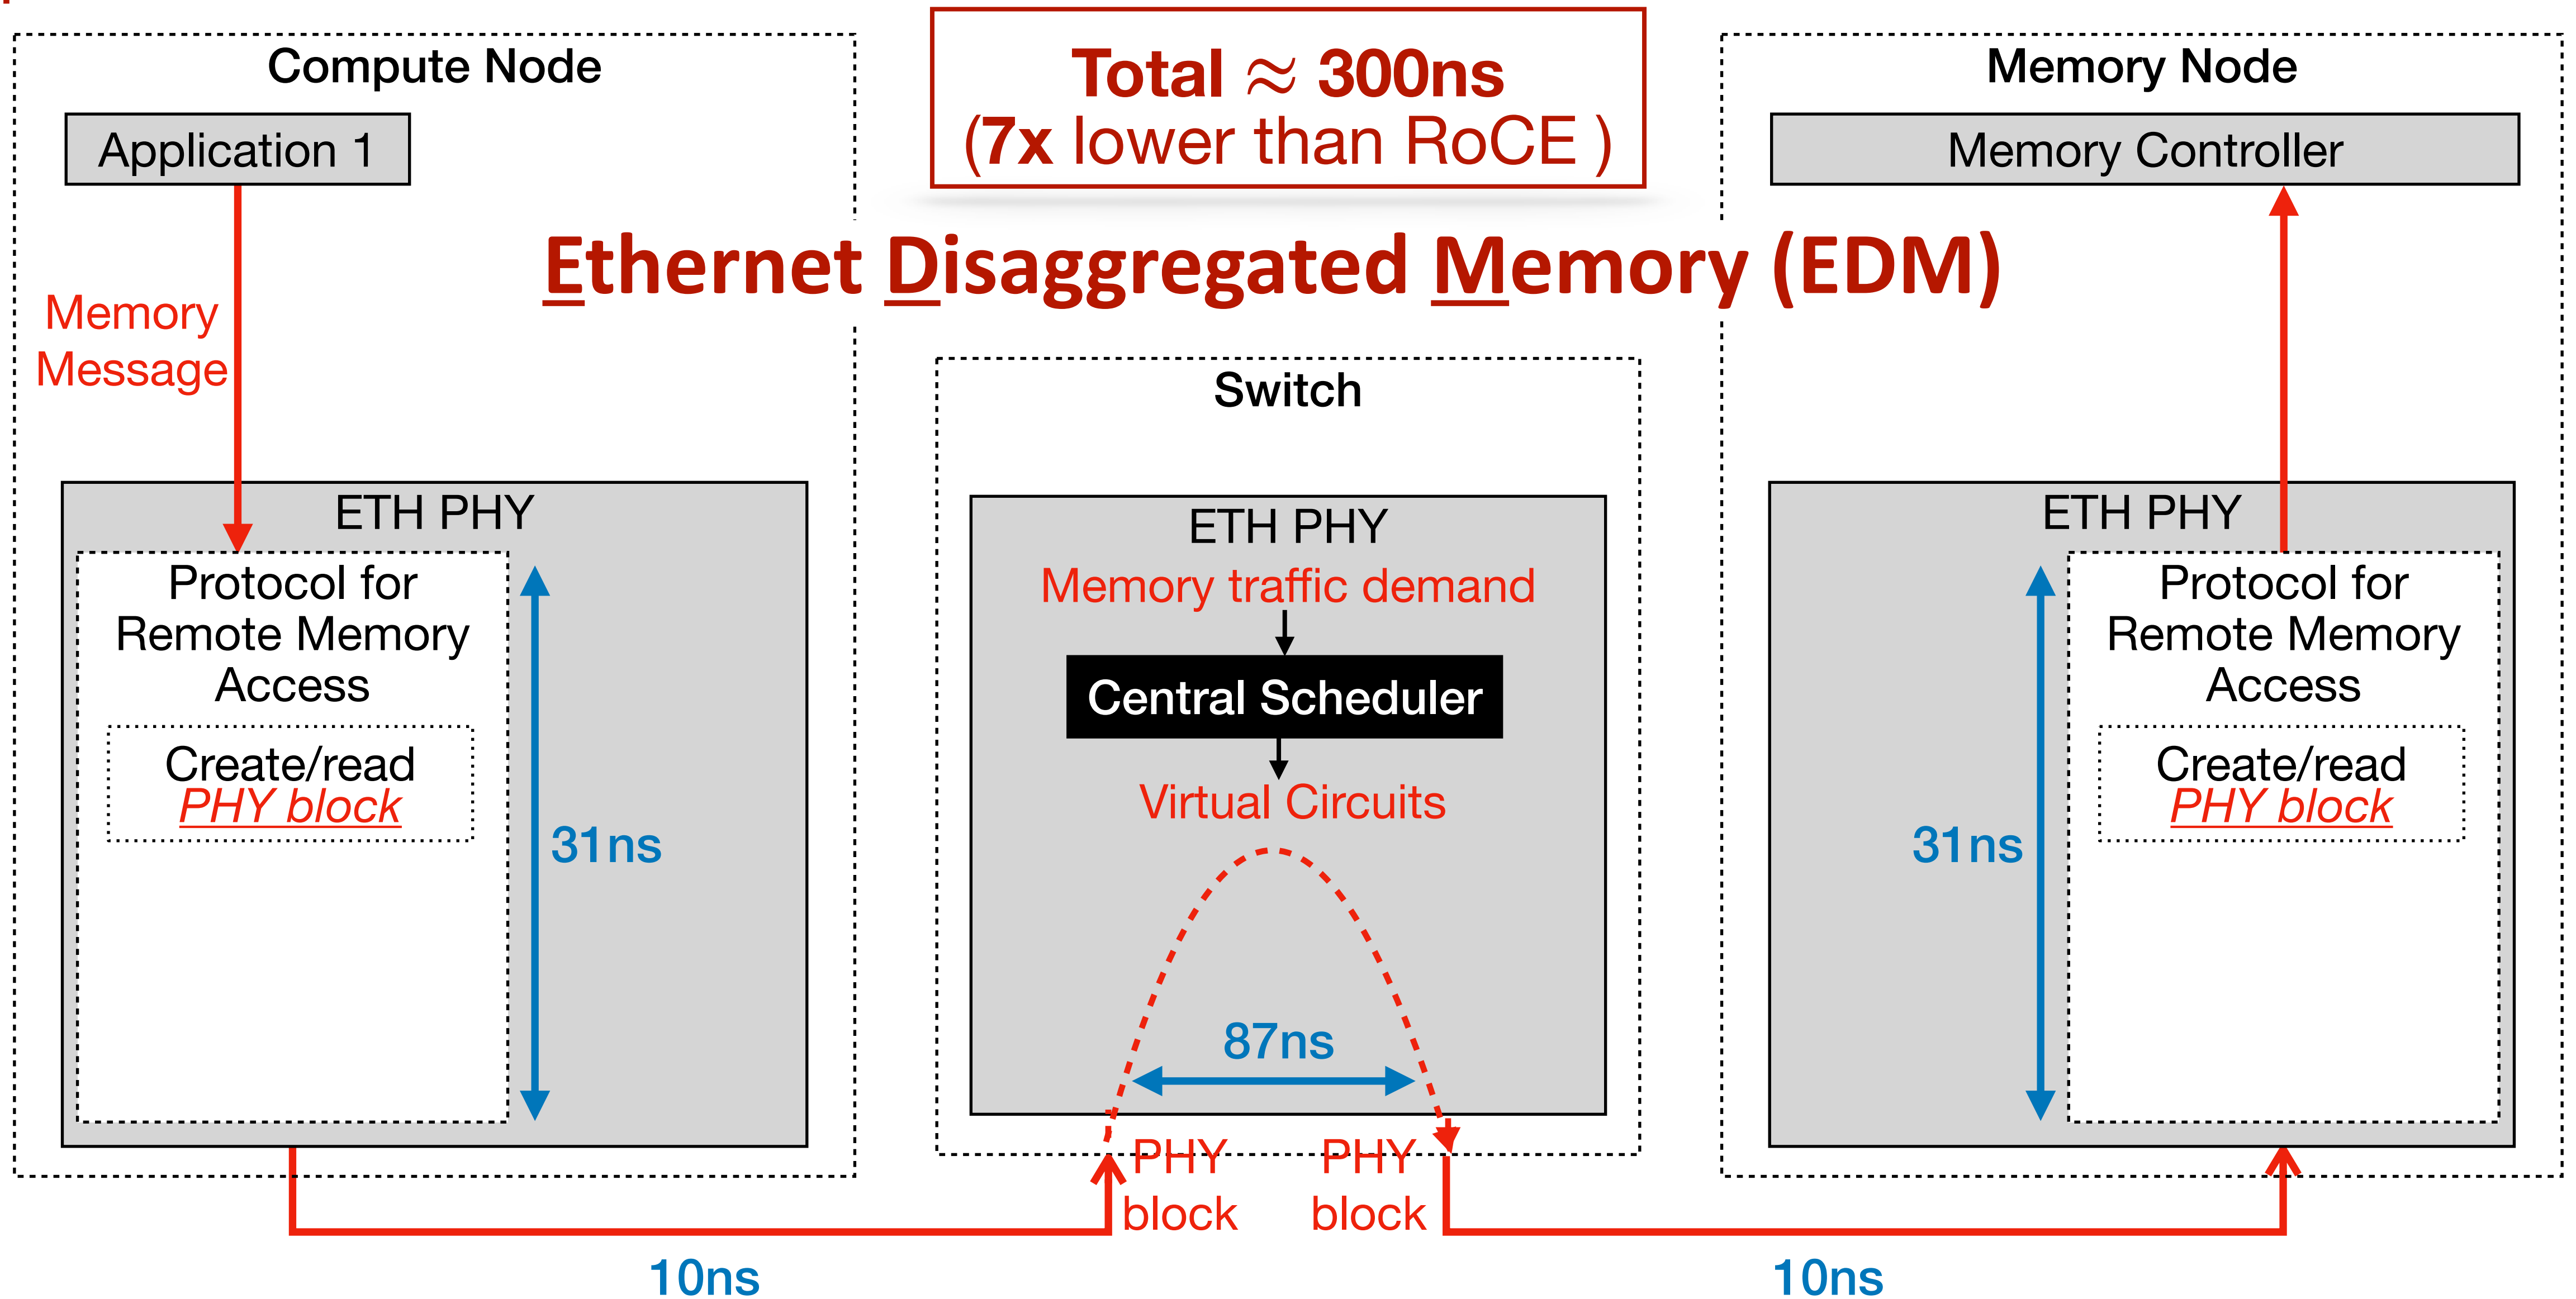 Compute Node
Application 1
Memory
Message
ETH PHY
Protocol for
Remote Memory
Access
Create/read
PHY block
31ns
10ns
Total ≈ 300ns
(7x lower than RoCE )
Ethernet Disaggregated Memory (EDM)
Switch
ETH PHY
Memory traffic demand
Central Scheduler
Virtual Circuits
87ns
PHY
block
PHY
block
Memory Node
Memory Controller
ETH PHY
Protocol for
Remote Memory
Access
Create/read
PHY block
31ns
10ns